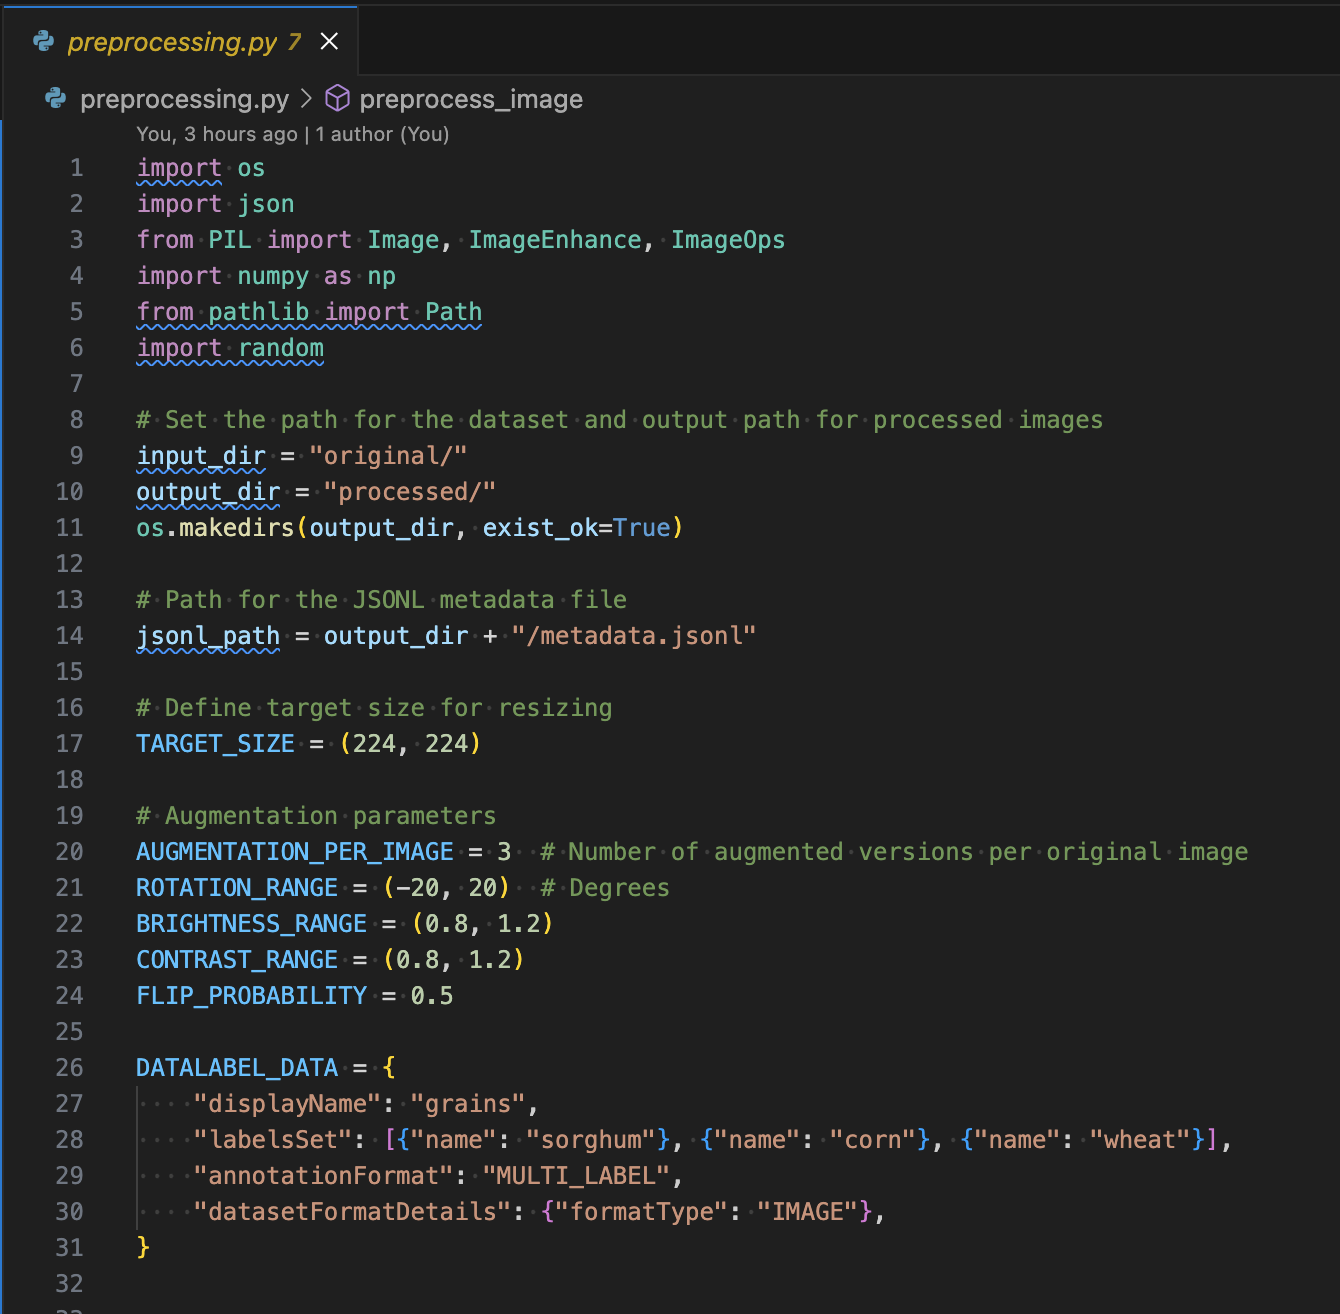 preprocessing.py 7
preprocessing.py > preprocess_image
You, 3 hours ago | 1 author (You)
1 import os
2 import json
3 from PIL import Image, ImageEnhance, ImageOps
4 import numpy as np
5 from pathlib import Path
6 import random
7
8 # Set the path for the dataset and output path for processed images
9 input_dir = "original/"
10 output_dir = "processed/"
11 os.makedirs(output_dir, exist_ok=True)
12
13 # Path for the JSONL metadata file
14 jsonl_path = output_dir + "/metadata.jsonl"
15
16 # Define target size for resizing
17 TARGET_SIZE = (224, 224)
18
19 # Augmentation parameters
20 AUGMENTATION_PER_IMAGE = 3  # Number of augmented versions per original image
21 ROTATION_RANGE = (-20, 20)  # Degrees
22 BRIGHTNESS_RANGE = (0.8, 1.2)
23 CONTRAST_RANGE = (0.8, 1.2)
24 FLIP_PROBABILITY = 0.5
25
26 DATALABEL_DATA = {
27     "displayName": "grains",
28     "labelsSet": [{"name": "sorghum"}, {"name": "corn"}, {"name": "wheat"}],
29     "annotationFormat": "MULTI_LABEL",
30     "datasetFormatDetails": {"formatType": "IMAGE"},
31 }
32